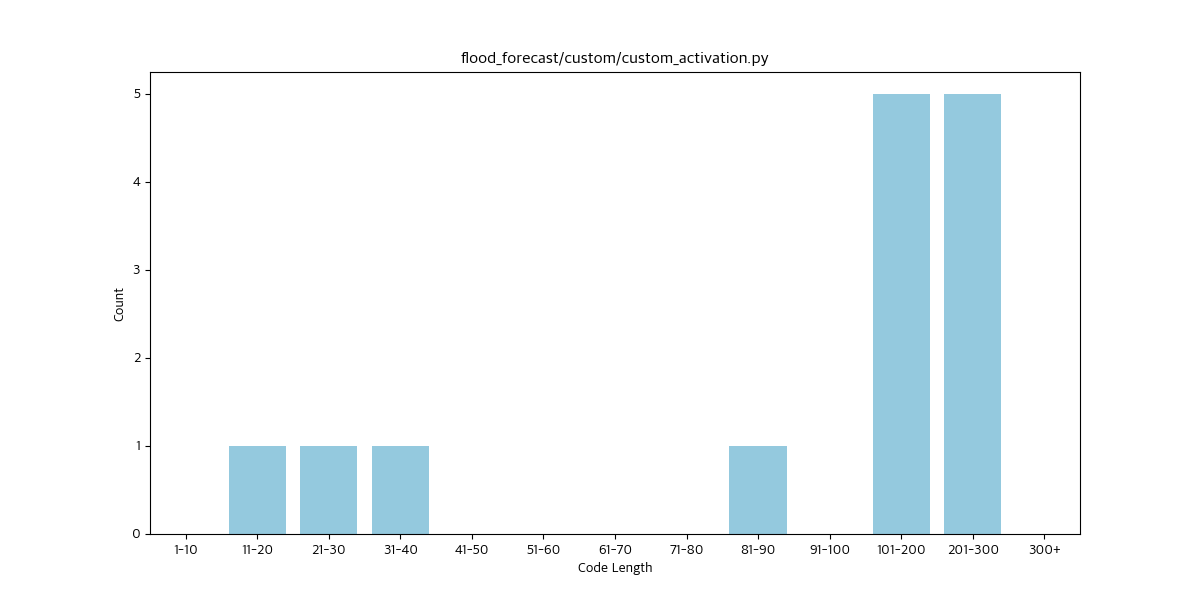 flood_forecast/custom/custom_activation.py
5
4
3
2
1
0
Count
1-10 11-20 21-30 31-40 41-50 51-60 61-70 71-80 81-90 91-100 101-200 201-300 300+
Code Length